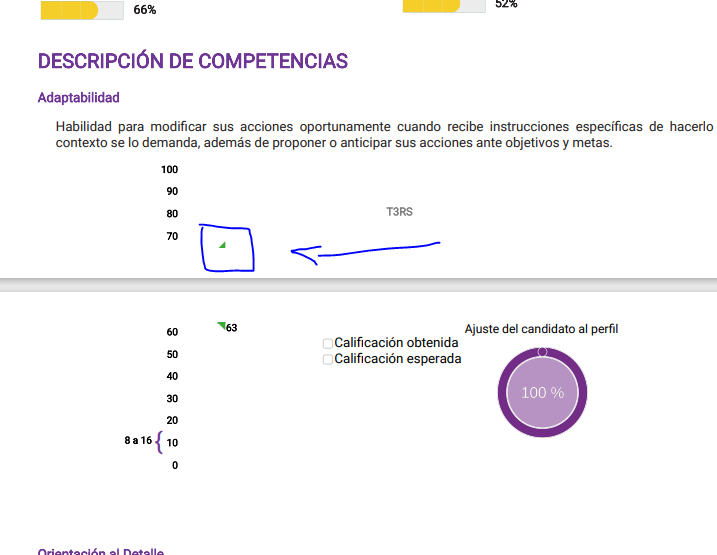 66%
52%
DESCRIPCIÓN DE COMPETENCIAS
Adaptabilidad
Habilidad para modificar sus acciones oportunamente cuando recibe instrucciones específicas de hacerlo
contexto se lo demanda, además de proponer o anticipar sus acciones ante objetivos y metas.
100
90
80
T3RS
70
60
63
Ajuste del candidato al perfil
Calificación obtenida
50
Calificación esperada
40
100 %
30
20
8 a 16 { 10
0
Orientación al Detalle